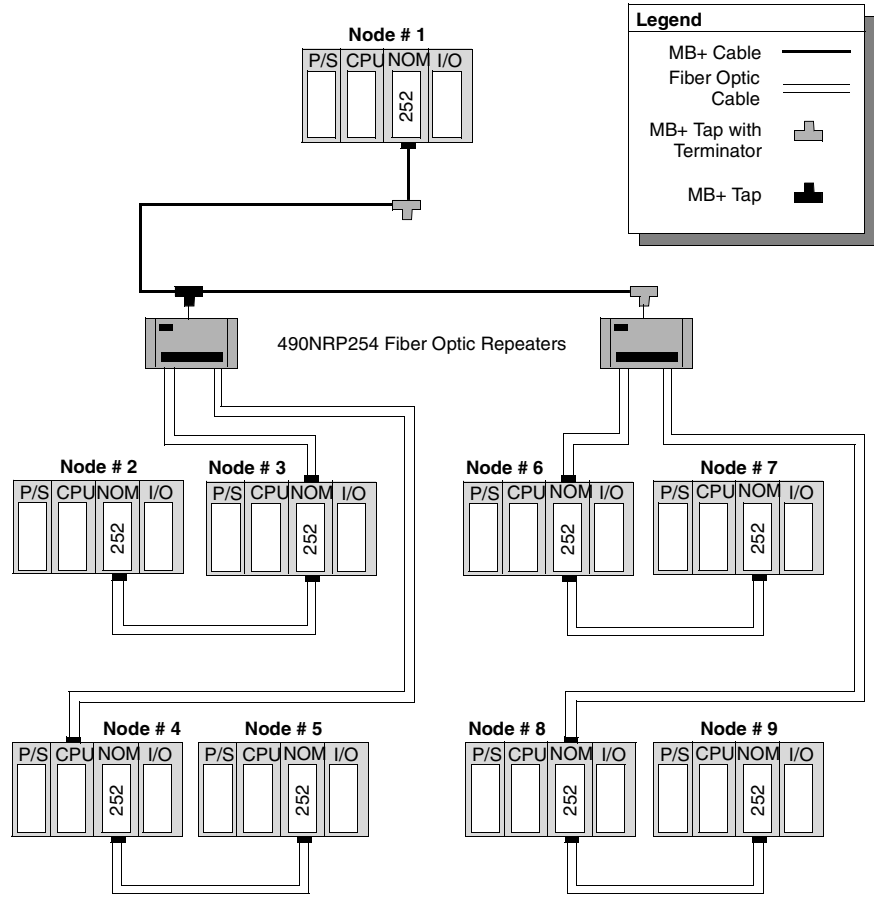 Legend
MB+ Cable
Fiber Optic
Cable
MB+ Tap with
Terminator
MB+ Tap
Node # 1
P/S CPU NOM I/O
252
490NRP254 Fiber Optic Repeaters
Node # 2
P/S CPU NOM I/O
252
Node # 3
P/S CPU NOM I/O
252
Node # 6
P/S CPU NOM I/O
252
Node # 7
P/S CPU NOM I/O
252
Node # 4
P/S CPU NOM I/O
252
Node # 5
P/S CPU NOM I/O
252
Node # 8
P/S CPU NOM I/O
252
Node # 9
P/S CPU NOM I/O
252